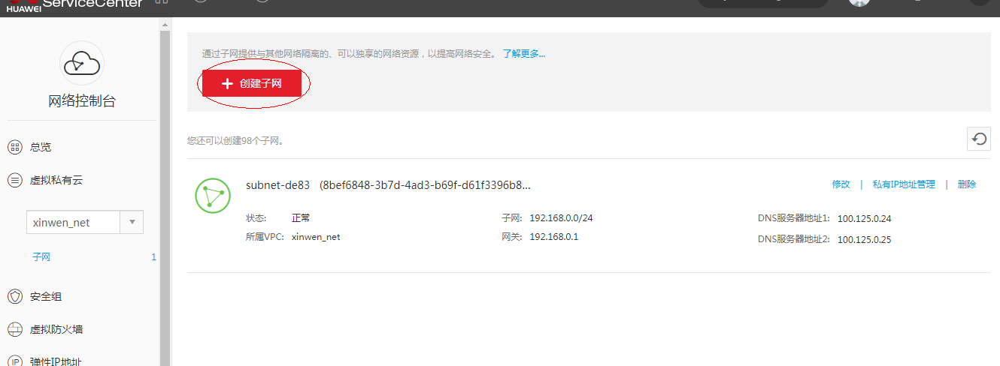 HUAWEI ServiceCenter
通过子网提供与其他网络隔离的、可以独享的网络资源，以提高网络安全。 了解更多...
创建子网
网络控制台
您还可以创建98个子网。
总览
虚拟私有云
xinwen_net
子网 1
安全组
虚拟防火墙
弹性IP地址
subnet-de83 (8bef6848-3b7d-4ad3-b69f-d61f3396b8...
修改 | 私有IP地址管理 | 删除
状态: 正常
子网: 192.168.0.0/24
DNS服务器地址1: 100.125.0.24
所属VPC: xinwen_net
网关: 192.168.0.1
DNS服务器地址2: 100.125.0.25